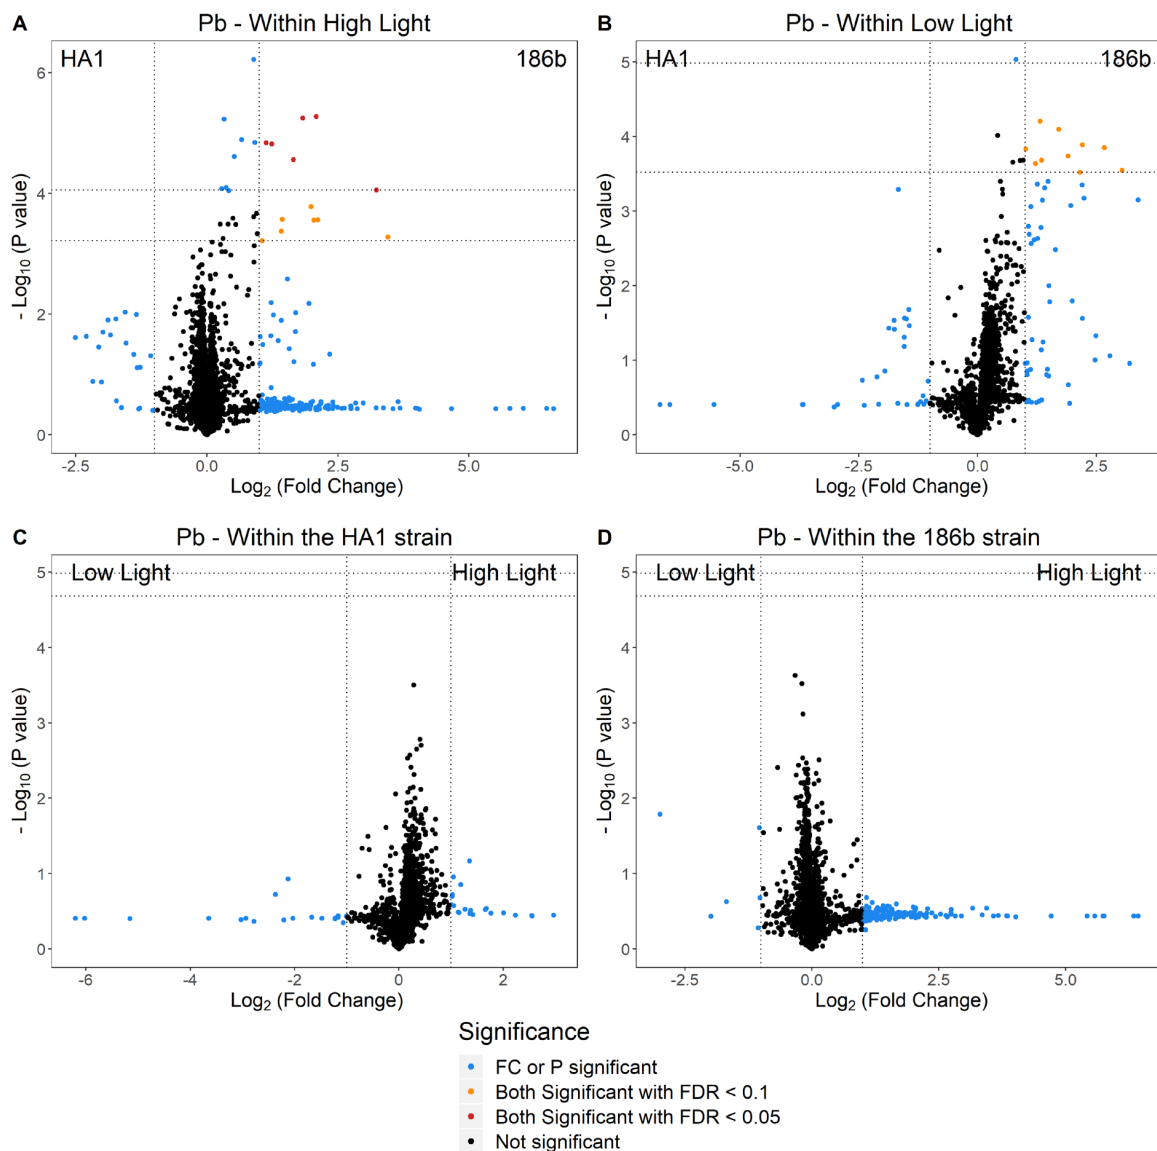 A Pb - Within High Light
HA1 186b
6
4
2
0
- Log10 (P value)
-2.5 0.0 2.5 5.0
Log2 (Fold Change)
B Pb - Within Low Light
HA1 186b
5
4
3
2
1
0
- Log10 (P value)
-5.0 -2.5 0.0 2.5
Log2 (Fold Change)
C Pb - Within the HA1 strain
Low Light High Light
5
4
3
2
1
0
- Log10 (P value)
-6 -4 -2 0 2
Log2 (Fold Change)
D Pb - Within the 186b strain
Low Light High Light
5
4
3
2
1
0
- Log10 (P value)
-2.5 0.0 2.5 5.0
Log2 (Fold Change)
Significance
FC or P significant
Both Significant with FDR < 0.1
Both Significant with FDR < 0.05
Not significant